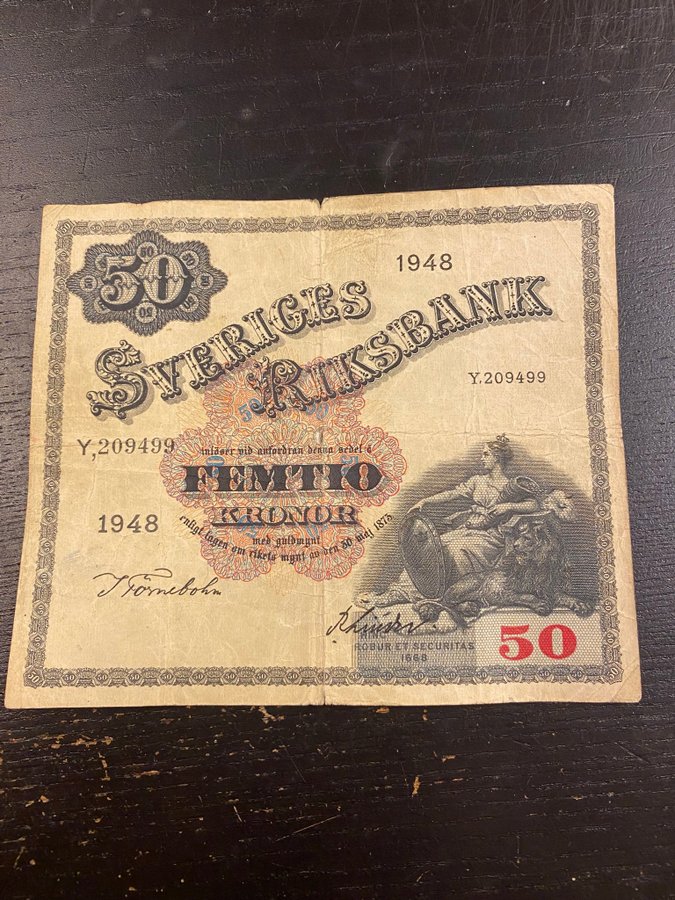 50
1948
SVERIGES
RIKSBANK
Y,209499
Y,209499
inlöser vid anfordran denna sedel å
FEMTIO
KRONOR
1948
enligt lagen om rikets mynt av den 30 maj 1873
med guldmynt
ROBUR ET SECURITAS
1668
50